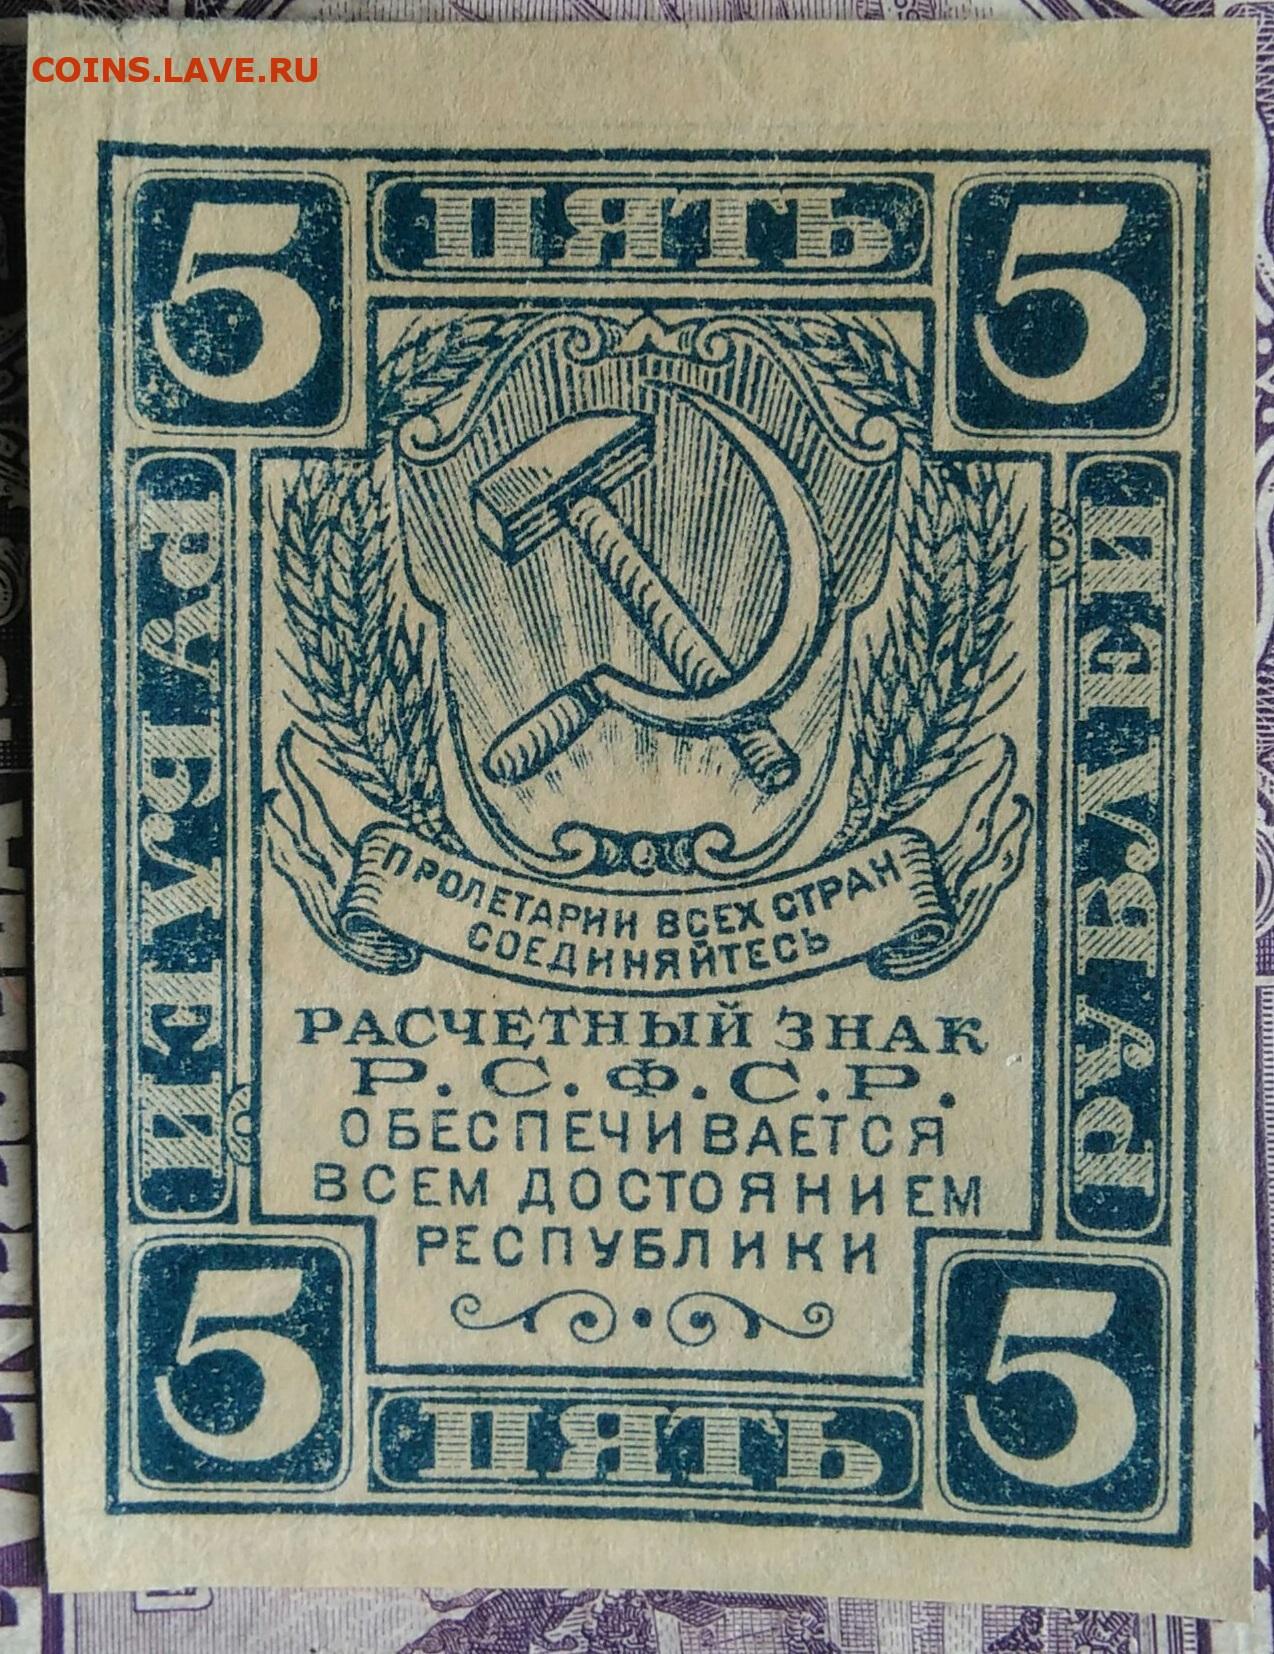 COINS.LAVE.RU
5 ПЯТЬ 5
РУБЛЕЙ
РУБЛЕЙ
ПРОЛЕТАРИИ ВСЕХ СТРАН
СОЕДИНЯЙТЕСЬ
РАСЧЕТНЫЙ ЗНАК
Р.С.Ф.С.Р.
ОБЕСПЕЧИВАЕТСЯ
ВСЕМ ДОСТОЯНИЕМ
РЕСПУБЛИКИ
5 ПЯТЬ 5